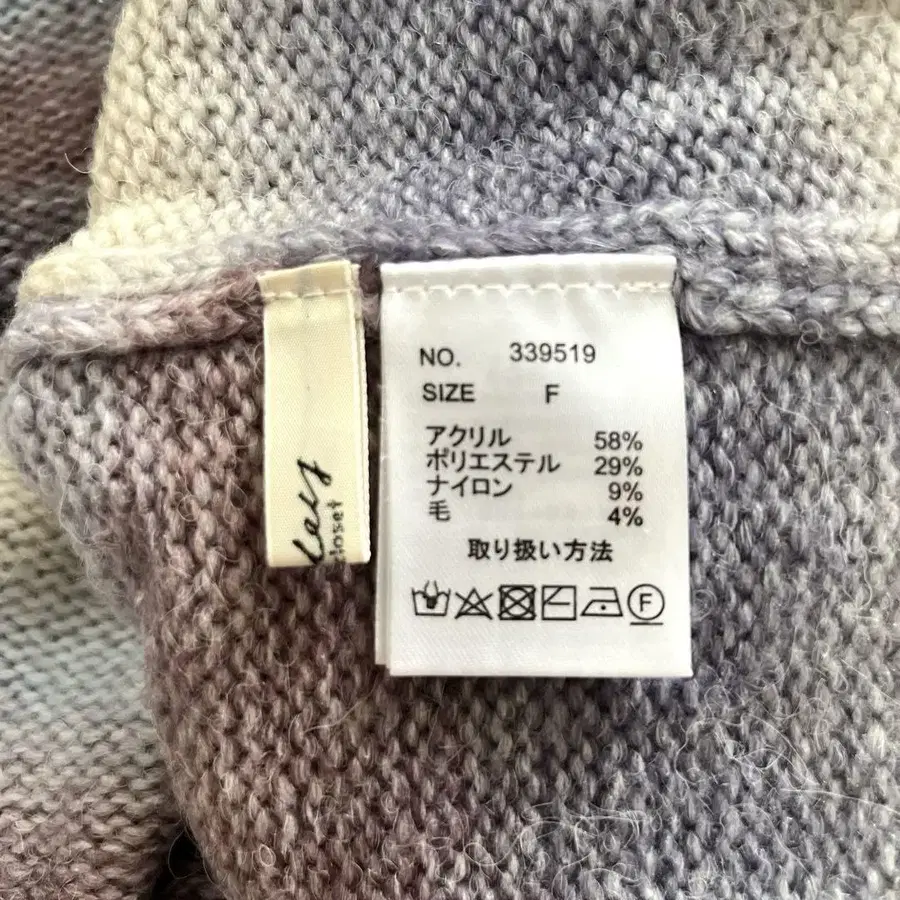 NO. 339519
SIZE F
アクリル 58%
ポリエステル 29%
ナイロン 9%
毛 4%
取り扱い方法
F
closet